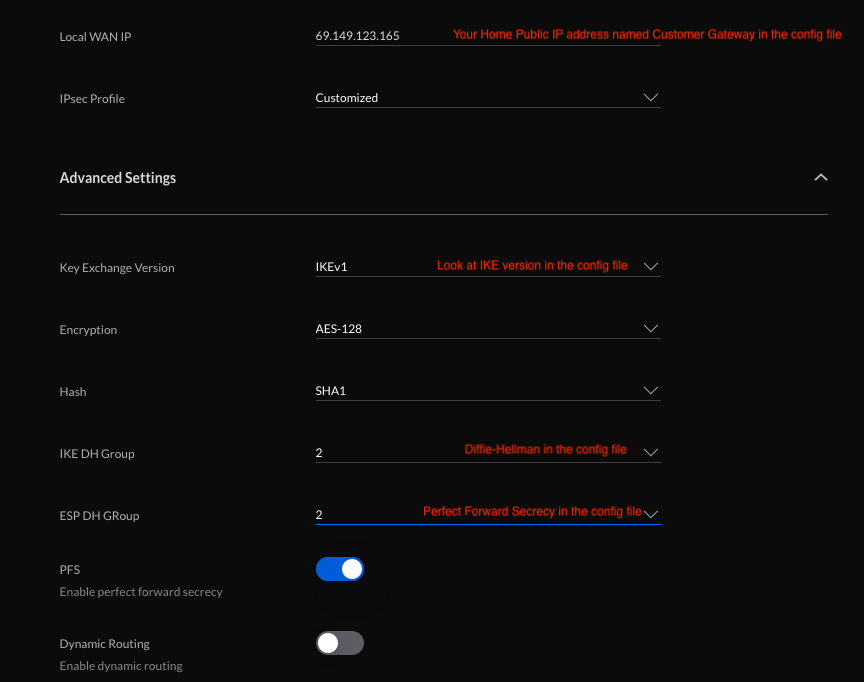 Local WAN IP 69.149.123.165 Your Home Public IP address named Customer Gateway in the config file
IPsec Profile Customized
Advanced Settings
Key Exchange Version IKEv1 Look at IKE version in the config file
Encryption AES-128
Hash SHA1
IKE DH Group 2 Diffie-Hellman in the config file
ESP DH GRoup 2 Perfect Forward Secrecy in the config file
PFS
Enable perfect forward secrecy
Dynamic Routing
Enable dynamic routing